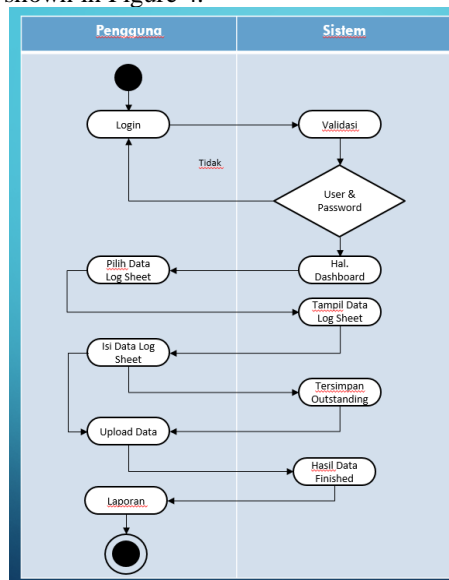 shown in Figure 4.
Pengguna
Sistem
Login
Validasi
Tidak
User &
Password
Pilih Data
Log Sheet
Hal.
Dashboard
Tampil Data
Log Sheet
Isi Data Log
Sheet
Tersimpan
Outstanding
Upload Data
Hasil Data
Finished
Laporan